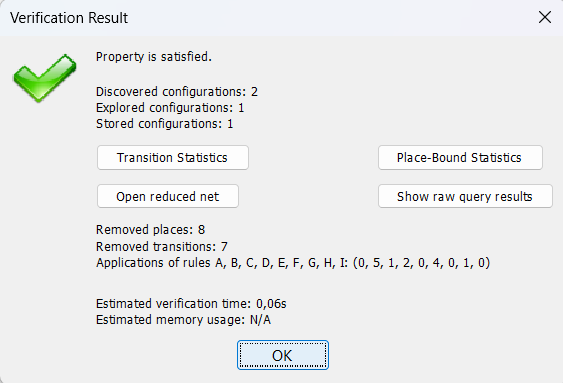 Verification Result
Property is satisfied.
Discovered configurations: 2
Explored configurations: 1
Stored configurations: 1
Transition Statistics
Place-Bound Statistics
Open reduced net
Show raw query results
Removed places: 8
Removed transitions: 7
Applications of rules A, B, C, D, E, F, G, H, I: (0, 5, 1, 2, 0, 4, 0, 1, 0)
Estimated verification time: 0,06s
Estimated memory usage: N/A
OK